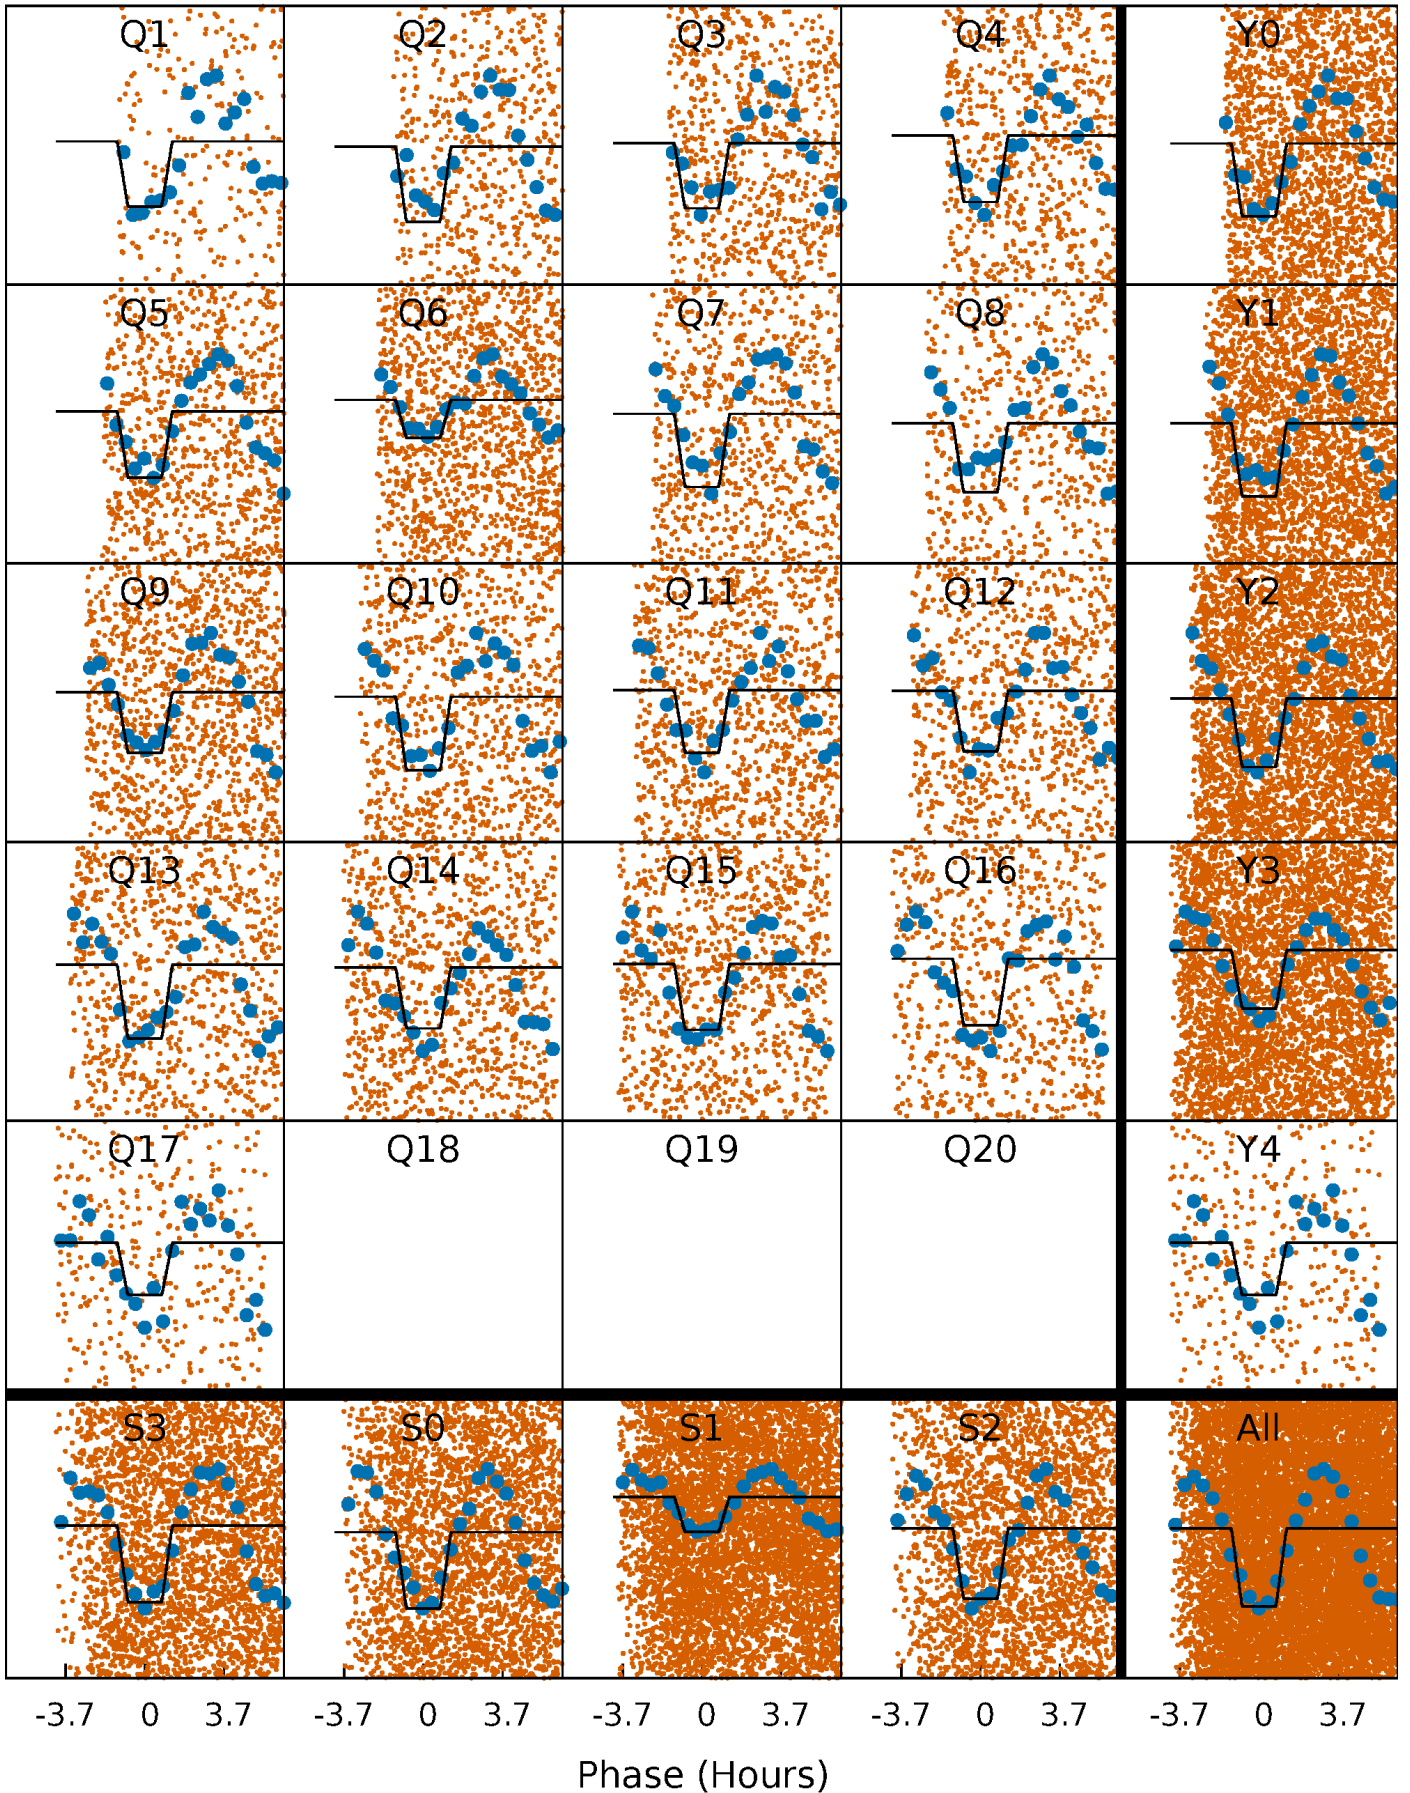 Q1 Q2 Q3 Q4 Y0
Q5 Q6 Q7 Q8 Y1
Q9 Q10 Q11 Q12 Y2
Q13 Q14 Q15 Q16 Y3
Q17 Q18 Q19 Q20 Y4
S3 S0 S1 S2 All
-3.7 0 3.7 -3.7 0 3.7 -3.7 0 3.7 -3.7 0 3.7 -3.7 0 3.7
Phase (Hours)